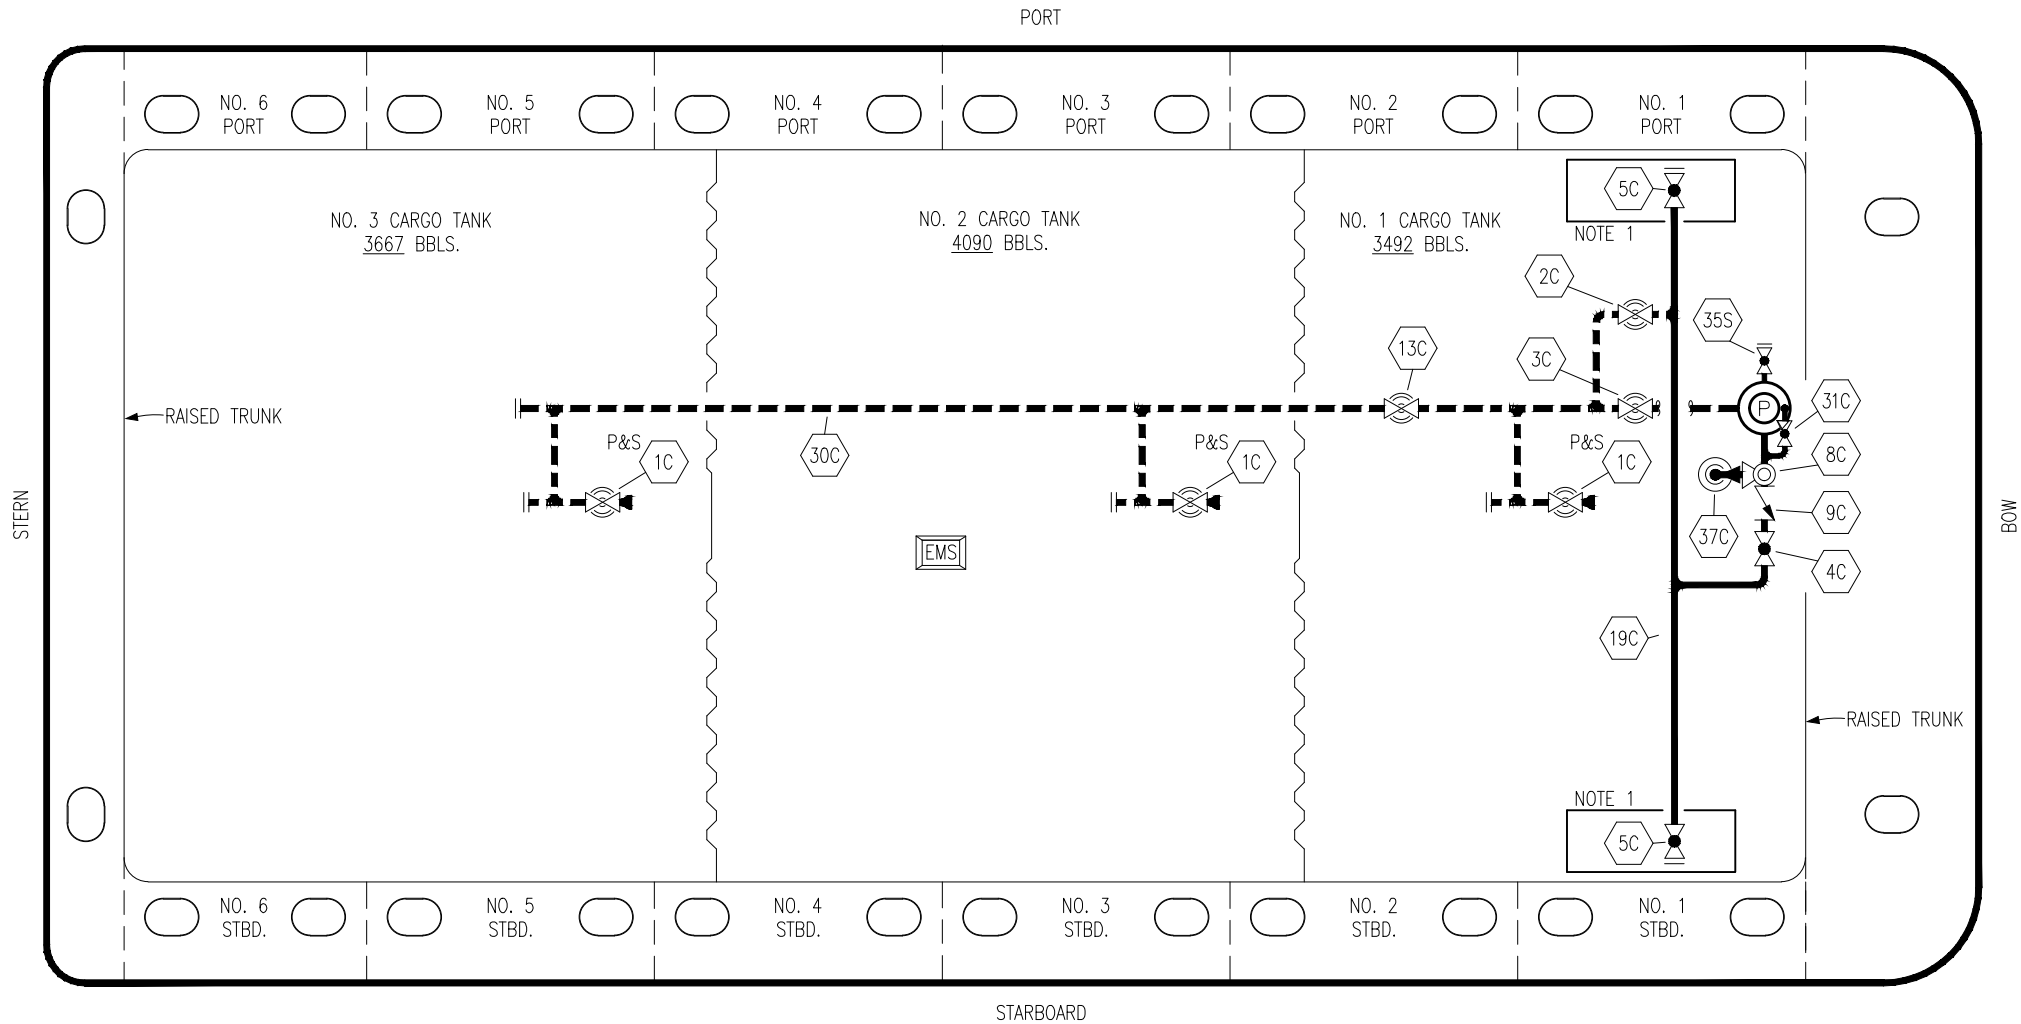 PORT
NO. 6
PORT
NO. 5
PORT
NO. 4
PORT
NO. 3
PORT
NO. 2
PORT
NO. 1
PORT
NO. 3 CARGO TANK
3667 BBLS.
NO. 2 CARGO TANK
4090 BBLS.
NO. 1 CARGO TANK
3492 BBLS.
5C
NOTE 1
2C
35S
13C
3C
RAISED TRUNK
P
31C
P&S
1C
30C
P&S
1C
P&S
1C
8C
STERN
BOW
9C
37C
EMS
4C
19C
RAISED TRUNK
NOTE 1
5C
NO. 6
STBD.
NO. 5
STBD.
NO. 4
STBD.
NO. 3
STBD.
NO. 2
STBD.
NO. 1
STBD.
STARBOARD